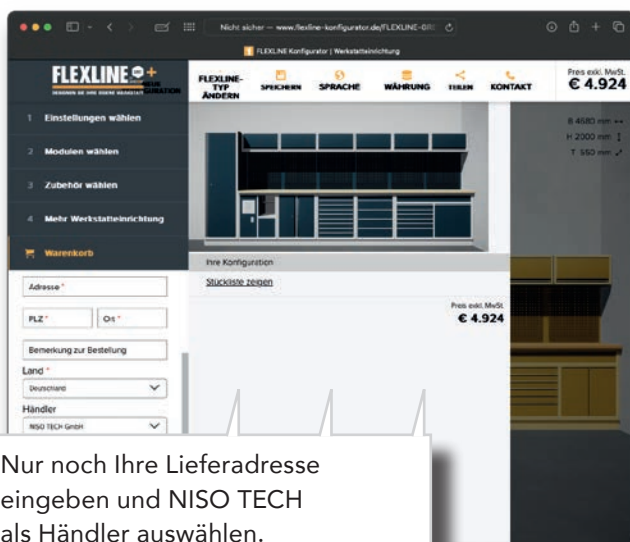 Nicht sicher — www.flexline-konfigurator.de/FLEXLINE-GR
FLEXLINE Konfigurator | Werkstatteinrichtung
FLEXLINE +
NEUE
FLEXLINE-
TYP
ÄNDERN
SPEICHERN
SPRACHE
WÄHRUNG
TEILEN
KONTAKT
Preis exkl. MwSt.
€ 4.924
1 Einstellungen wählen
2 Modulen wählen
3 Zubehör wählen
4 Mehr Werkstatteinrichtung
Warenkorb
B 4680 mm
H 2000 mm
T 550 mm
Ihre Konfiguration
Stückliste zeigen
Preis exkl. MwSt.
€ 4.924
Adresse *
PLZ * Ort *
Bemerkung zur Bestellung
Land *
Deutschland
Händler
NISO TECH GmbH
Nur noch Ihre Lieferadresse
eingeben und NISO TECH
als Händler auswählen.